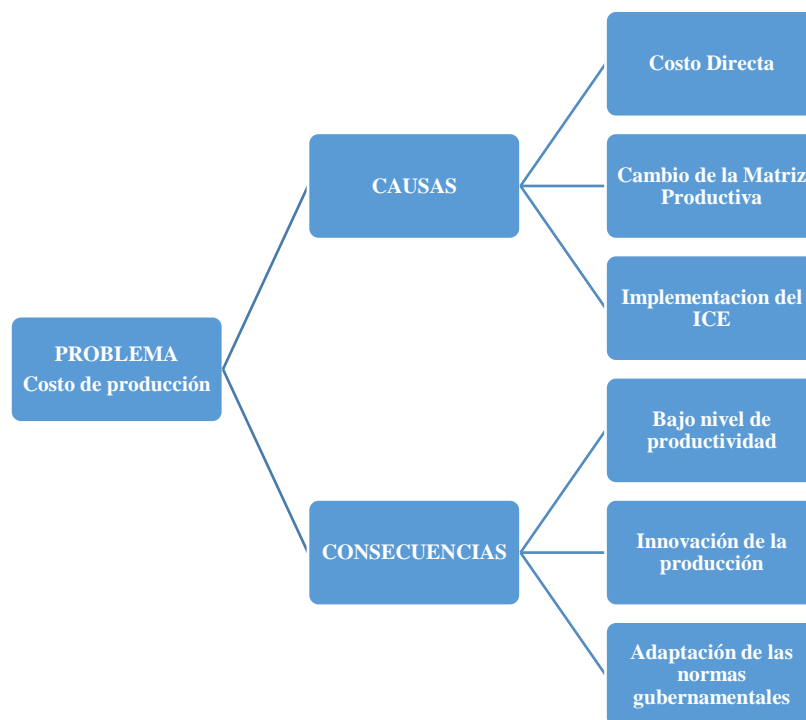 Costo Directa
CAUSAS
Cambio de la Matriz
Productiva
Implementacion del
ICE
PROBLEMA
Costo de producción
Bajo nivel de
productividad
CONSECUENCIAS
Innovación de la
producción
Adaptación de las
normas
gubernamentales